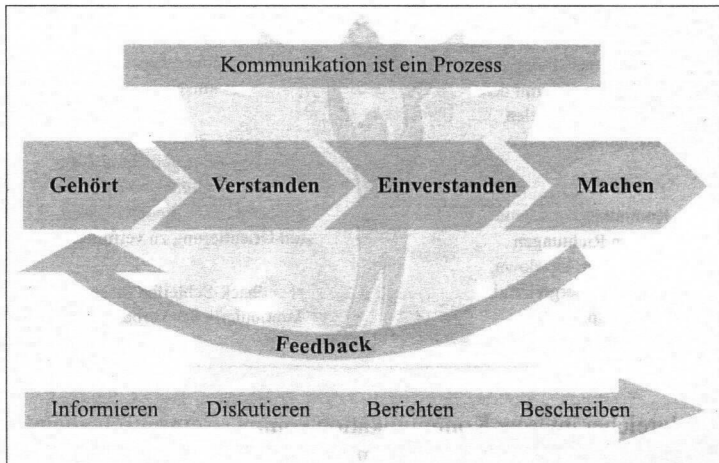 Kommunikation ist ein Prozess
Gehört Verstanden Einverstanden Machen
Feedback
Informieren Diskutieren Berichten Beschreiben